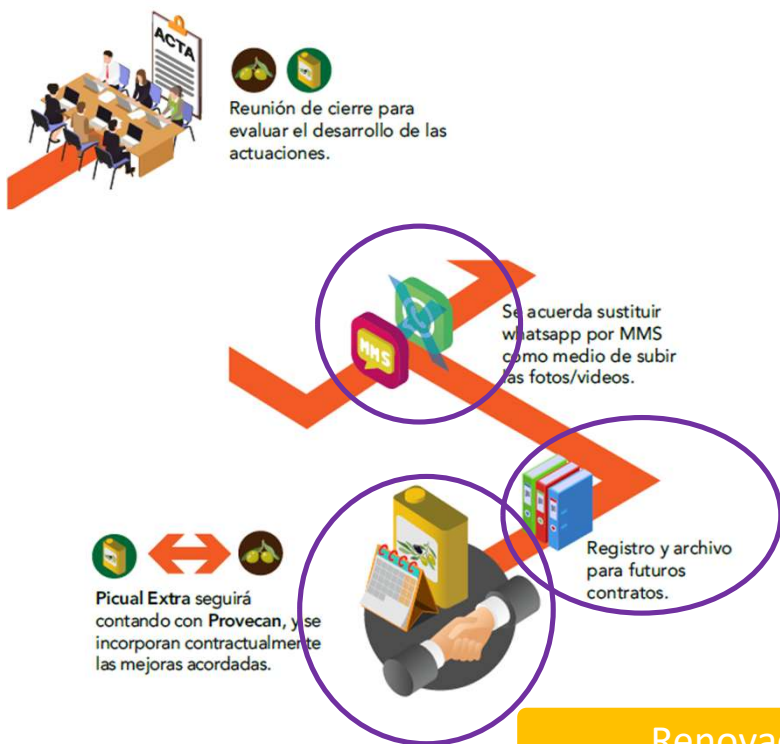 ACTA
Reunión de cierre para
evaluar el desarrollo de las
actuaciones.
MMS
Se acuerda sustituir
whatsapp por MMS
como medio de subir
las fotos/videos.
Registro y archivo
para futuros
contratos.
Picual Extra seguirá
contando con Provecan, y se
incorporan contractualmente
las mejoras acordadas.